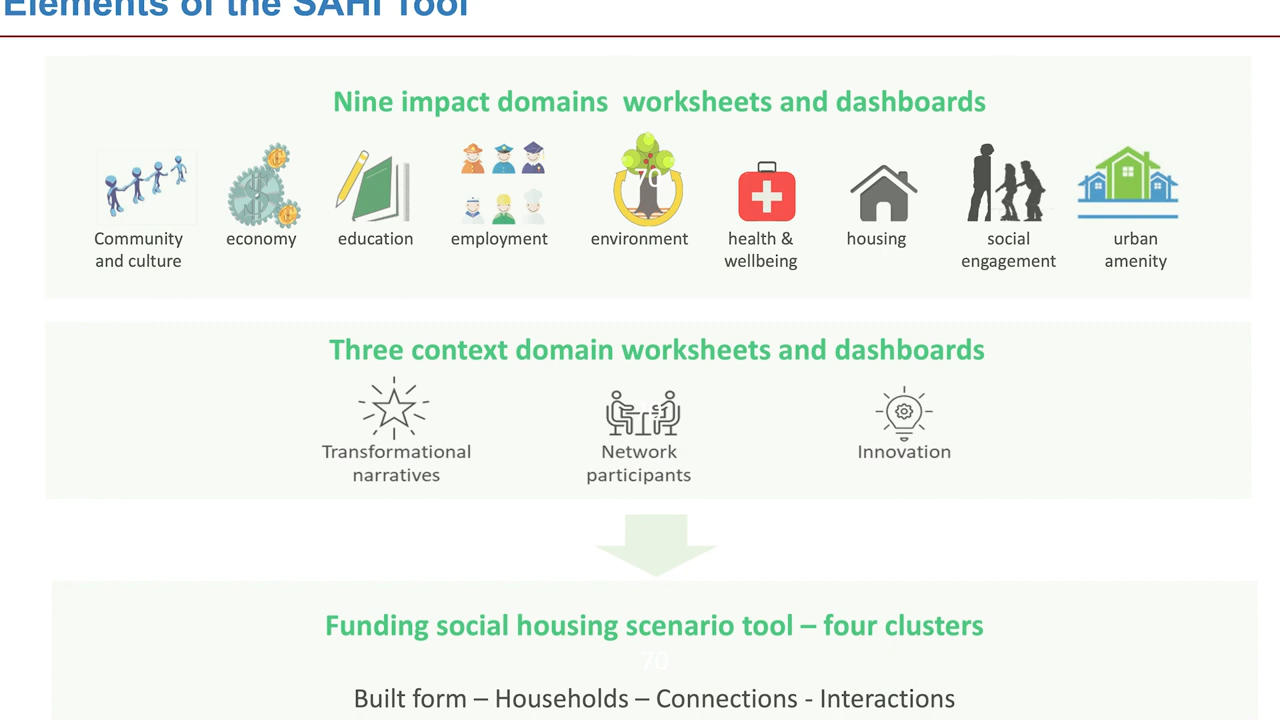 Elements of the SAHI Tool
Nine impact domains worksheets and dashboards
70
Community and culture
economy
education
employment
environment
health & wellbeing
housing
social engagement
urban amenity
Three context domain worksheets and dashboards
Transformational narratives
Network participants
Innovation
Funding social housing scenario tool – four clusters
70
Built form – Households – Connections - Interactions